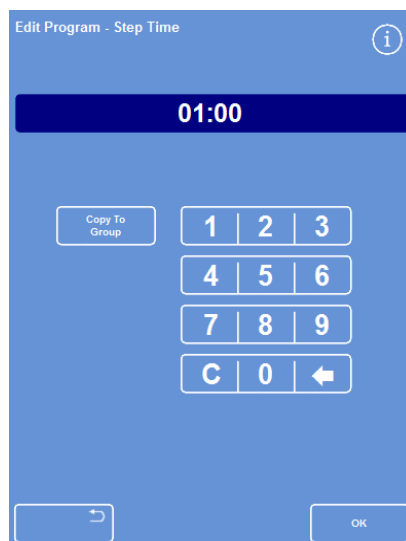 Edit Program - Step Time
i
01:00
Copy To
Group
1 2 3
4 5 6
7 8 9
C 0
OK